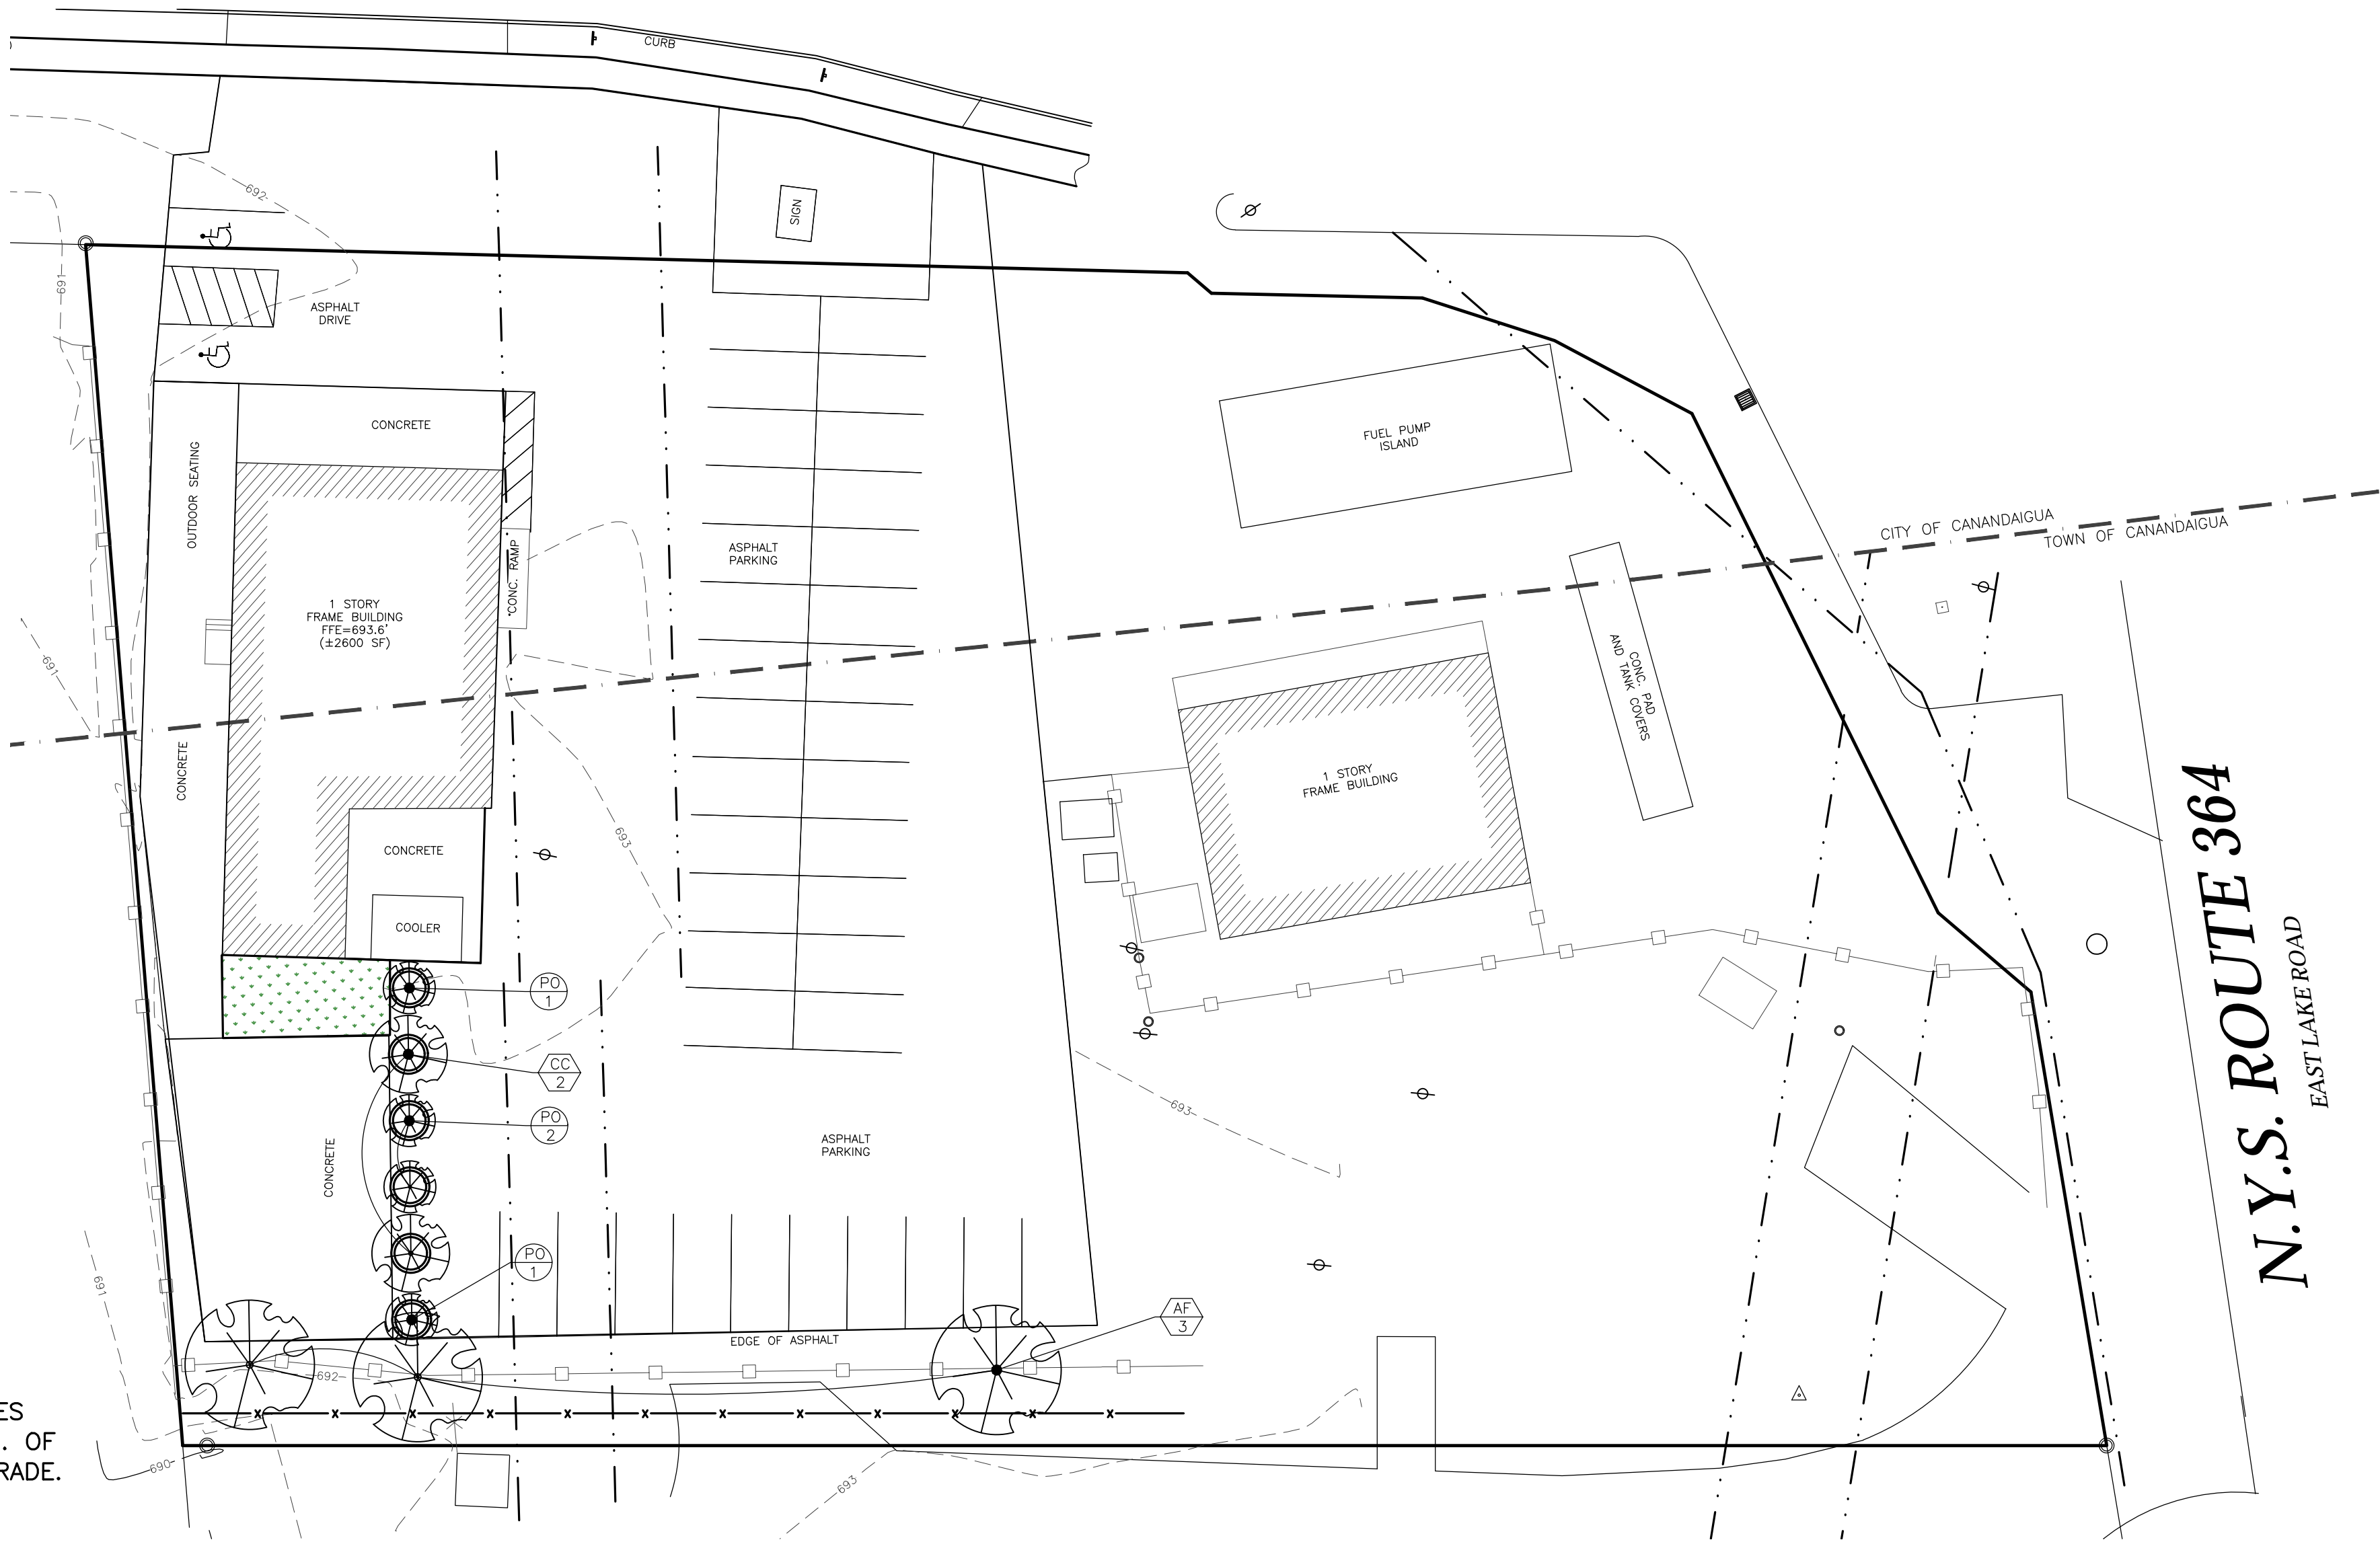 CURB
SIGN
692
691
ASPHALT
DRIVE
CONCRETE
OUTDOOR SEATING
CONC. RAMP
1 STORY
FRAME BUILDING
FFE=693.6'
(±2600 SF)
ASPHALT
PARKING
FUEL PUMP
ISLAND
CITY OF CANANDAIGUA
TOWN OF CANANDAIGUA
691
CONC. PAD
AND TANK COVERS
CONCRETE
1 STORY
FRAME BUILDING
693
CONCRETE
COOLER
PO
1
CC
2
PO
2
693
CONCRETE
ASPHALT
PARKING
PO
1
691
AF
3
EDGE OF ASPHALT
692
x x x x x x x x x x x x
690
693
ES
. OF
RADE.
N.Y.S. ROUTE 364
EAST LAKE ROAD